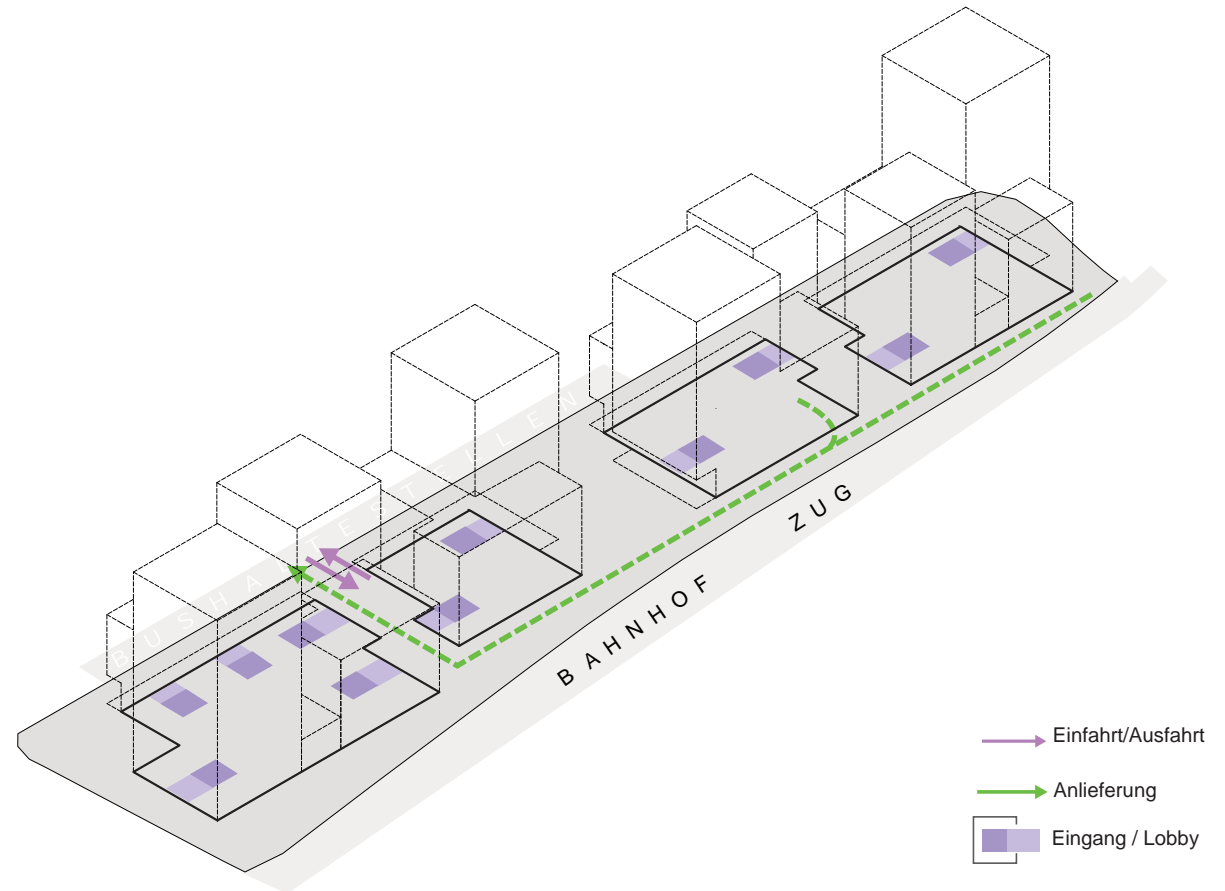 BUSHALTESTELLEN
BAHNHOF ZUG
Einfahrt/Ausfahrt
Anlieferung
Eingang / Lobby